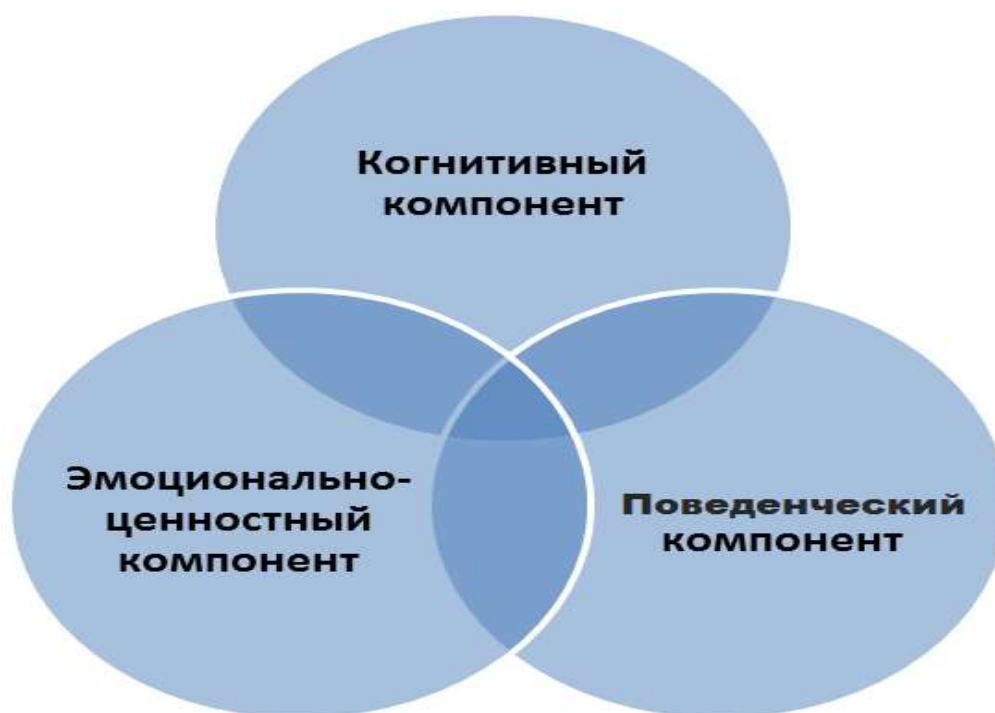 Когнитивный
компонент
Эмоционально-
ценностный
компонент
Поведенческий
компонент